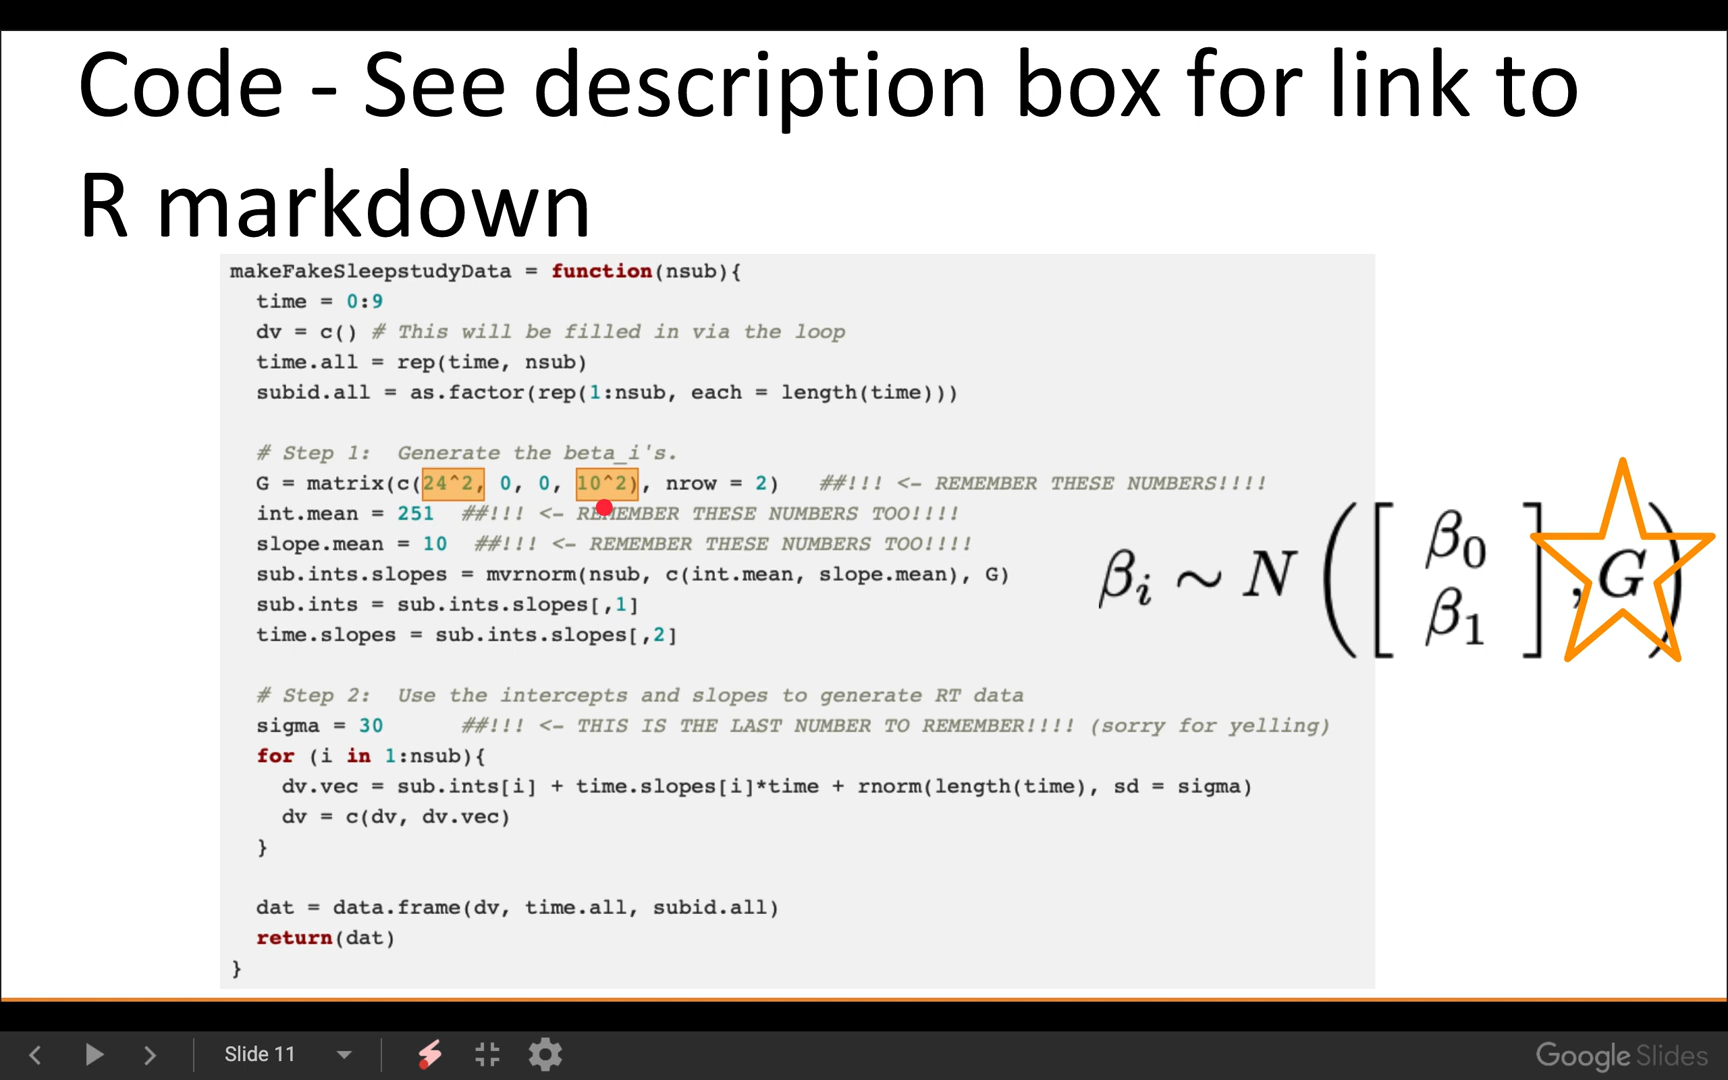 Code - See description box for link to
R markdown
makeFakeSleepstudyData = function(nsub){
  time = 0:9
  dv = c() # This will be filled in via the loop
  time.all = rep(time, nsub)
  subid.all = as.factor(rep(1:nsub, each = length(time)))
  # Step 1:  Generate the beta_i's.
  G = matrix(c(24^2, 0, 0, 10^2), nrow = 2)   ##!!! <- REMEMBER THESE NUMBERS!!!!
  int.mean = 251  ##!!! <- REMEMBER THESE NUMBERS TOO!!!!
  slope.mean = 10  ##!!! <- REMEMBER THESE NUMBERS TOO!!!!
  sub.ints.slopes = mvrnorm(nsub, c(int.mean, slope.mean), G)
  sub.ints = sub.ints.slopes[,1]
  time.slopes = sub.ints.slopes[,2]
  # Step 2:  Use the intercepts and slopes to generate RT data
  sigma = 30      ##!!! <- THIS IS THE LAST NUMBER TO REMEMBER!!!! (sorry for yelling)
  for (i in 1:nsub){
    dv.vec = sub.ints[i] + time.slopes[i]*time + rnorm(length(time), sd = sigma)
    dv = c(dv, dv.vec)
  }
  dat = data.frame(dv, time.all, subid.all)
  return(dat)
}
βᵢ ~ N ( [ β₀ β₁ ] , G )
Slide 11
Google Slides